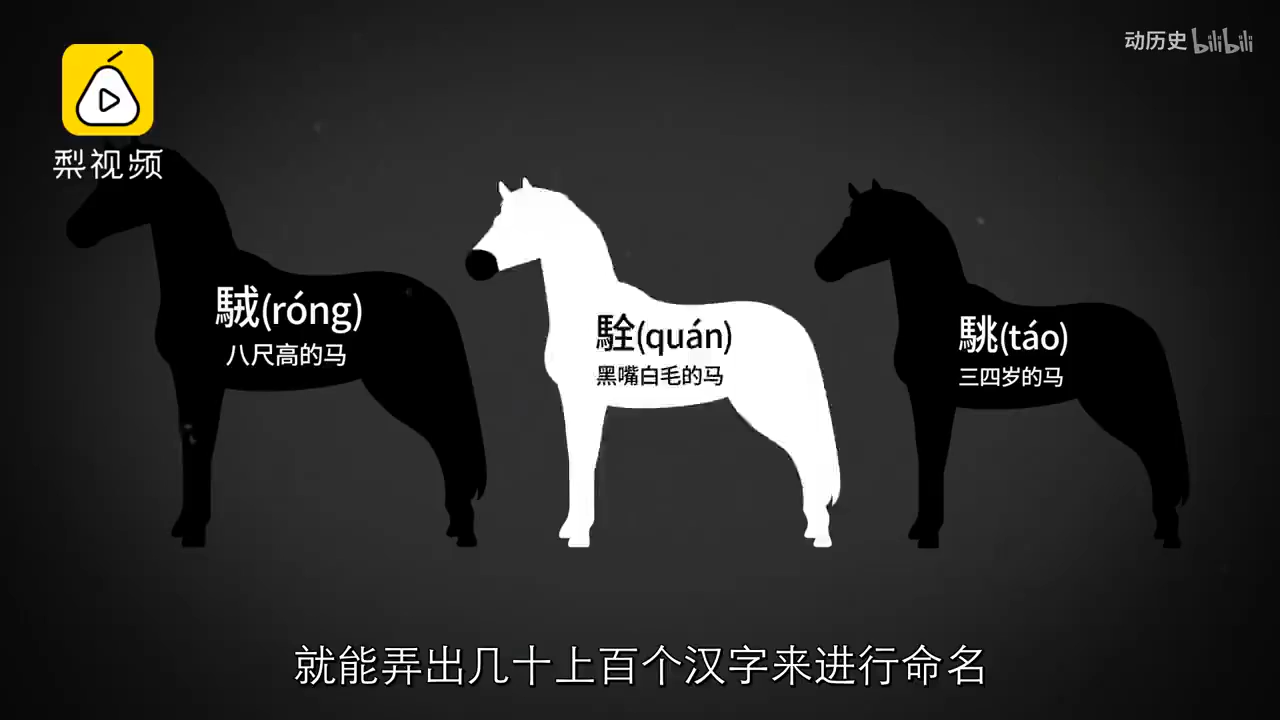 动历史 bilibili
梨视频
駥(róng)
八尺高的马
駩(quán)
黑嘴白毛的马
駣(táo)
三四岁的马
就能弄出几十上百个汉字来进行命名